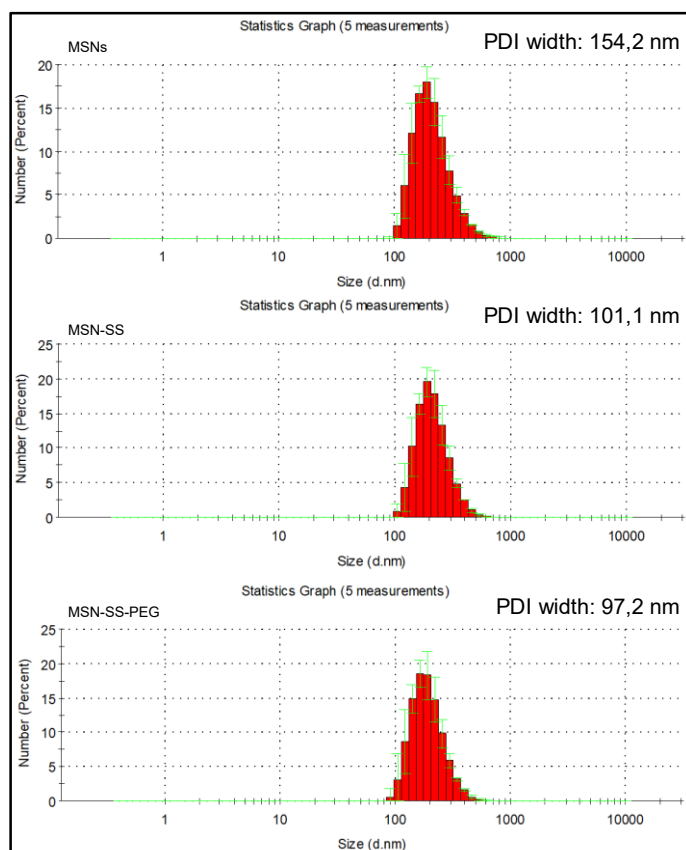 Statistics Graph (5 measurements)
MSNs
PDI width: 154,2 nm
Number (Percent)
20
15
10
5
0
1 10 100 1000 10000
Size (d.nm)
Statistics Graph (5 measurements)
MSN-SS
PDI width: 101,1 nm
Number (Percent)
25
20
15
10
5
0
1 10 100 1000 10000
Size (d.nm)
Statistics Graph (5 measurements)
MSN-SS-PEG
PDI width: 97,2 nm
Number (Percent)
25
20
15
10
5
0
1 10 100 1000 10000
Size (d.nm)